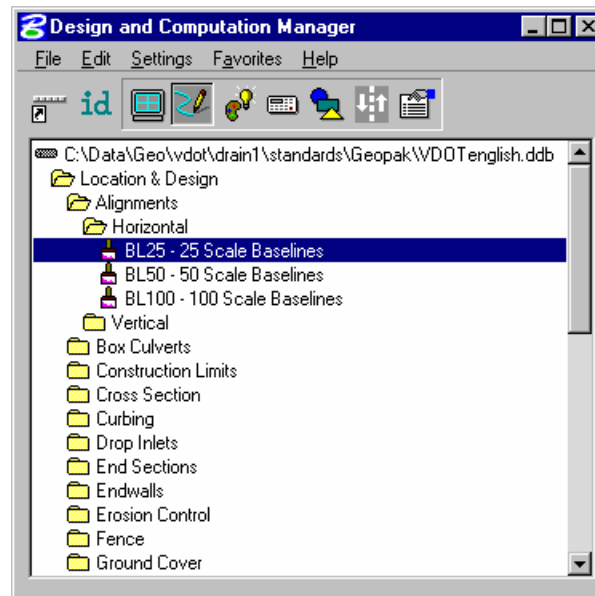 Design and Computation Manager
File Edit Settings Favorites Help
id
C:\Data\Geo\vdot\drain1\standards\Geopak\VDOTenglish.ddb
Location & Design
Alignments
Horizontal
BL25 - 25 Scale Baselines
BL50 - 50 Scale Baselines
BL100 - 100 Scale Baselines
Vertical
Box Culverts
Construction Limits
Cross Section
Curbing
Drop Inlets
End Sections
Endwalls
Erosion Control
Fence
Ground Cover